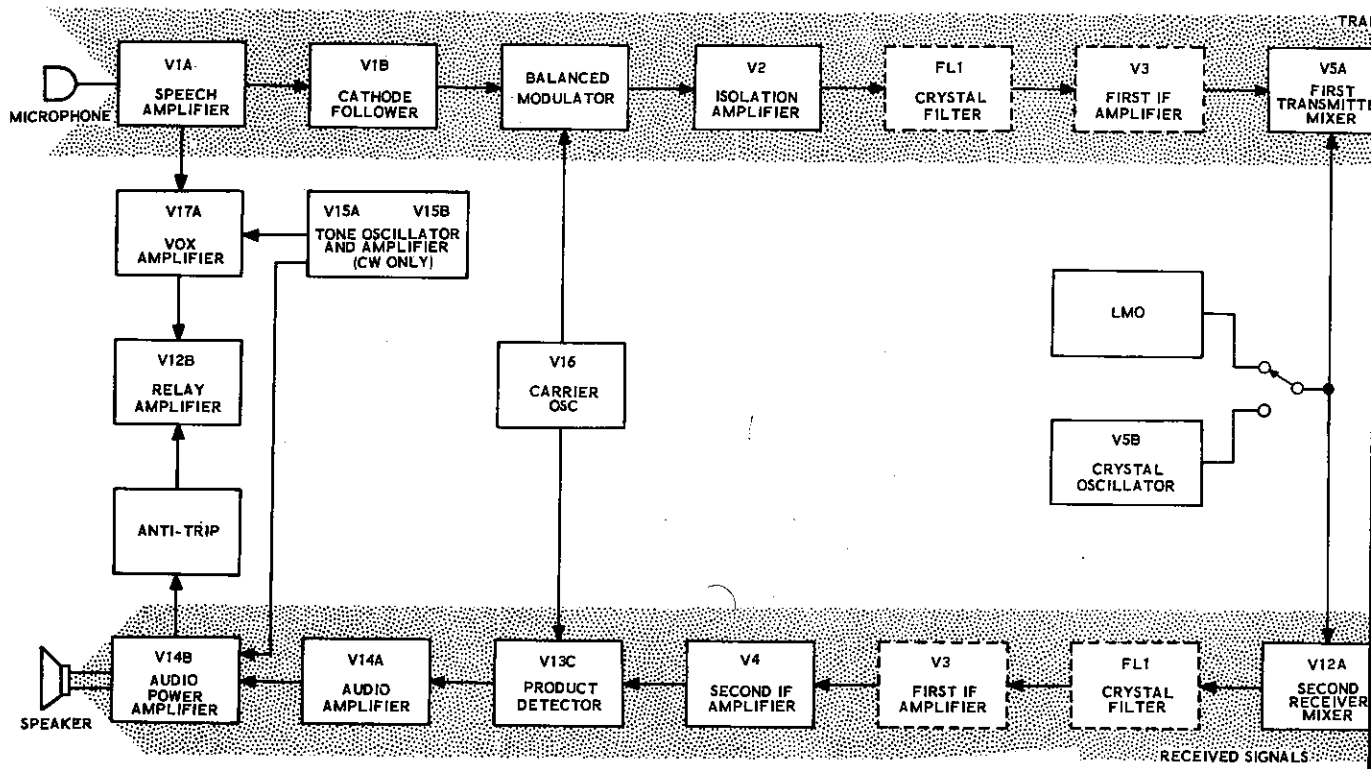 TRA
V1A
SPEECH
AMPLIFIER
V1B
CATHODE
FOLLOWER
BALANCED
MODULATOR
V2
ISOLATION
AMPLIFIER
FL1
CRYSTAL
FILTER
V3
FIRST
IF AMPLIFIER
V5A
FIRST
TRANSMITTE
MIXER
MICROPHONE
V17A
VOX
AMPLIFIER
V15A V15B
TONE OSCILLATOR
AND AMPLIFIER
(CW ONLY)
LMO
V12B
RELAY
AMPLIFIER
V16
CARRIER
OSC
V5B
CRYSTAL
OSCILLATOR
ANTI-TRIP
V14B
AUDIO
POWER
AMPLIFIER
V14A
AUDIO
AMPLIFIER
V13C
PRODUCT
DETECTOR
V4
SECOND IF
AMPLIFIER
V3
FIRST
IF AMPLIFIER
FL1
CRYSTAL
FILTER
V12A
SECOND
RECEIVER
MIXER
SPEAKER
RECEIVED SIGNALS